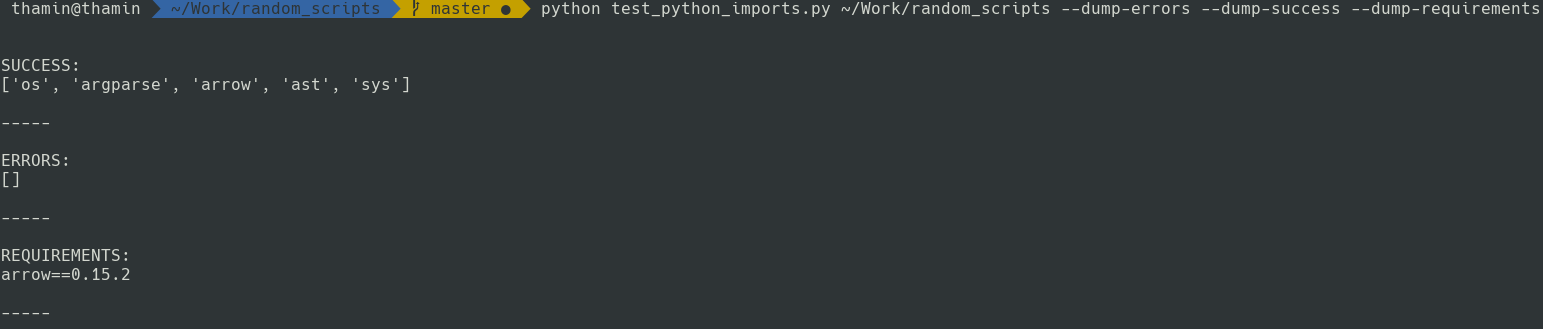 thamin@thamin ~/Work/random_scripts master ● python test_python_imports.py ~/Work/random_scripts --dump-errors --dump-success --dump-requirements
SUCCESS:
['os', 'argparse', 'arrow', 'ast', 'sys']
-----
ERRORS:
[]
-----
REQUIREMENTS:
arrow==0.15.2
-----